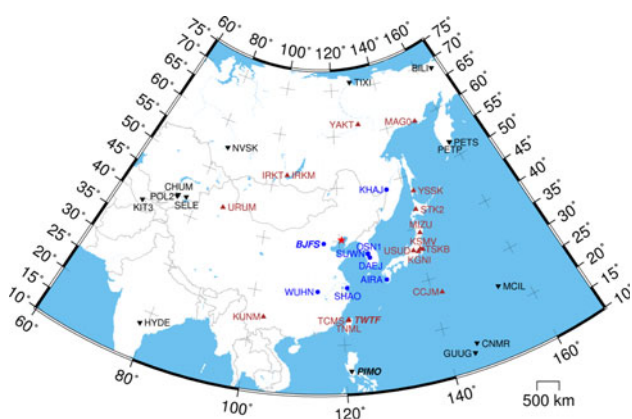 60° 80° 100° 120° 140° 160°
75° 75°
70° 70°
65° 65°
60° 60°
55° 55°
50° 50°
45° 45°
40° 40°
35° 35°
30° 30°
25° 25°
20° 20°
15° 15°
10° 10°
60° 80° 100° 120° 140° 160°
TIXI
BILI
YAKT
MAG0
PETS
PETP
NVSK
IRKT
IRKM
KHAJ
YSSK
CHUM
POL2
KIT3
SELE
URUM
STK2
MIZU
BJFS
OSN1
SUWN
DAEJ
KSMV
USUD
TSKB
KGNI
AIRA
WUHN
SHAO
CCJM
MCIL
HYDE
KUNM
TCMS
TWTF
TNML
PIMO
CNMR
GUUG
500 km